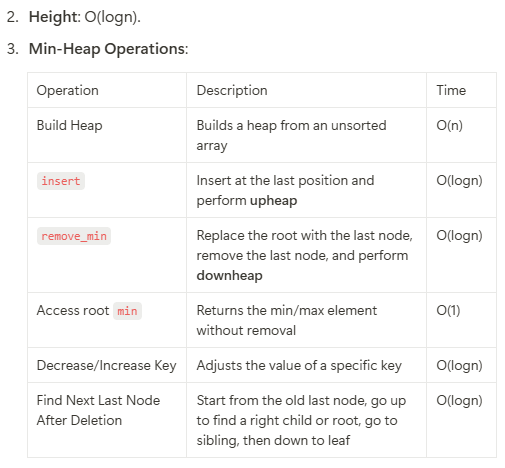 2. Height: O(logn).
3. Min-Heap Operations:
Operation Description Time
Build Heap Builds a heap from an unsorted O(n)
array
insert Insert at the last position and O(logn)
perform upheap
remove_min Replace the root with the last node, O(logn)
remove the last node, and perform
downheap
Access root min Returns the min/max element O(1)
without removal
Decrease/Increase Key Adjusts the value of a specific key O(logn)
Find Next Last Node Start from the old last node, go up O(logn)
After Deletion to find a right child or root, go to
sibling, then down to leaf